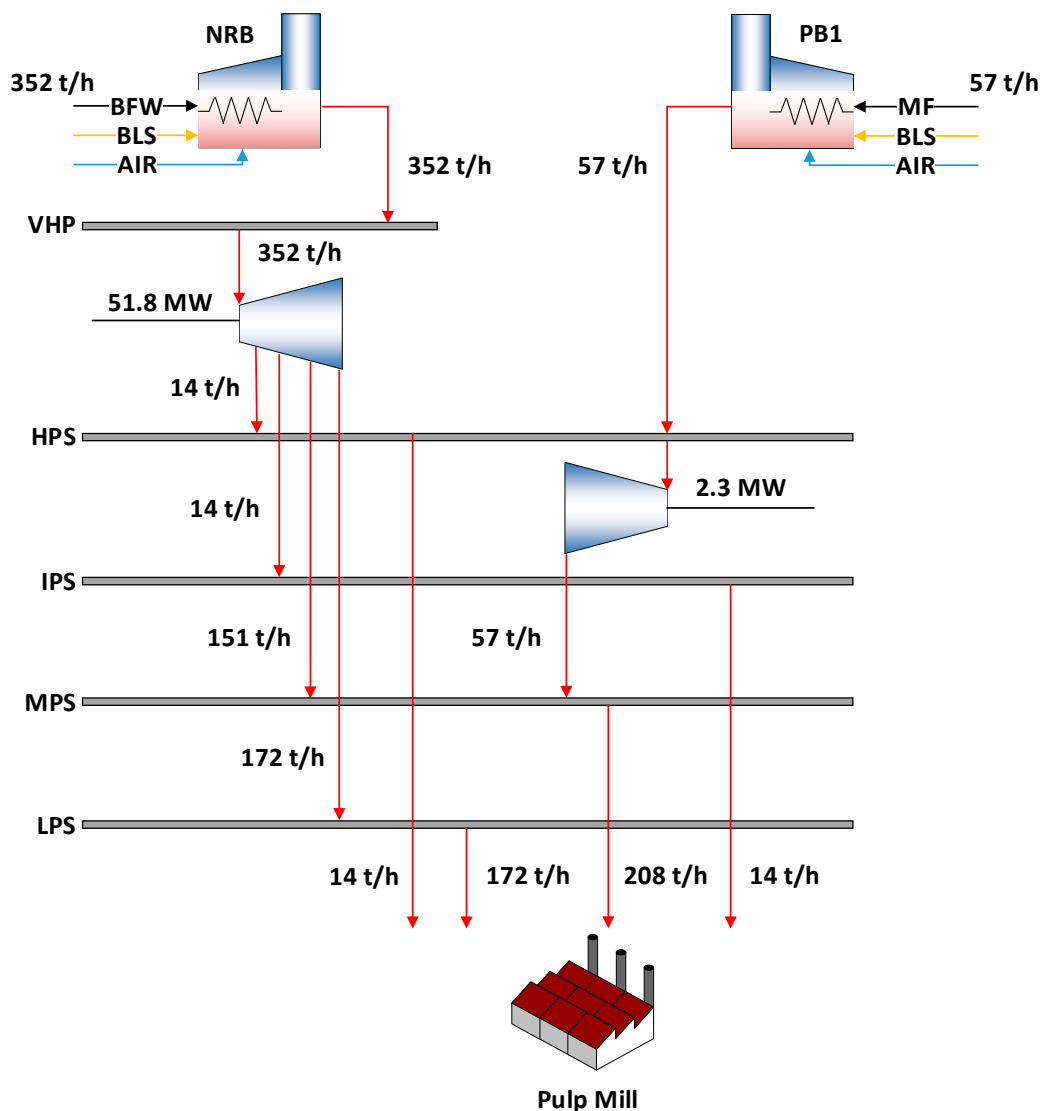 NRB
PB1
352 t/h
57 t/h
BFW
MF
BLS
BLS
AIR
AIR
352 t/h
57 t/h
VHP
352 t/h
51.8 MW
14 t/h
HPS
2.3 MW
14 t/h
IPS
151 t/h
57 t/h
MPS
172 t/h
LPS
14 t/h
172 t/h
208 t/h
14 t/h
Pulp Mill